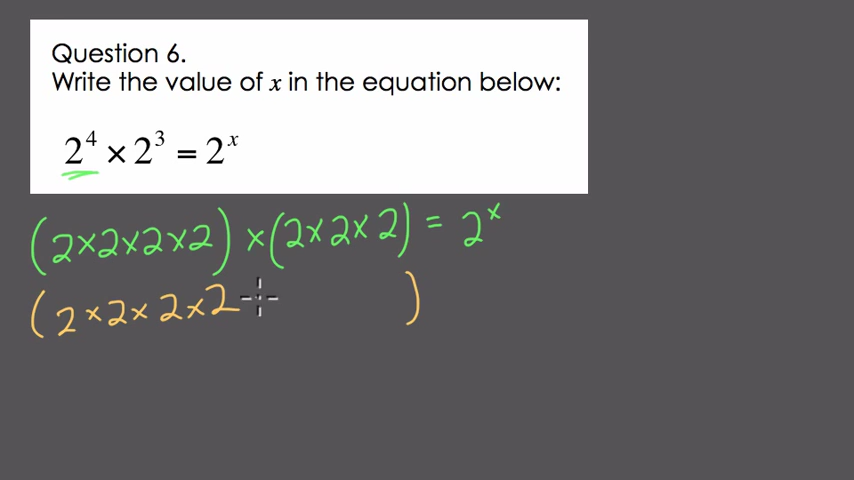 Question 6.
Write the value of x in the equation below:
2⁴ × 2³ = 2ˣ
(2×2×2×2) × (2×2×2) = 2ˣ
(2×2×2×2 )